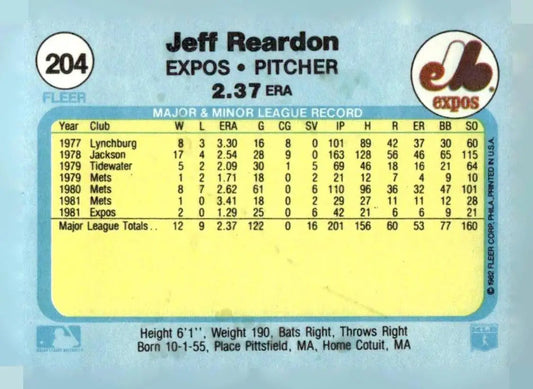 204
FLEER
Jeff Reardon
EXPOS • PITCHER
2.37 ERA
expos
MAJOR & MINOR LEAGUE RECORD
Year Club W L ERA G CG SV IP H R ER BB SO
1977 Lynchburg 8 3 3.30 16 8 0 101 89 42 37 30 60
1978 Jackson 17 4 2.54 28 9 0 163 128 56 46 65 115
1979 Tidewater 5 2 2.09 30 1 5 69 46 18 16 21 64
1979 Mets 1 2 1.71 18 0 2 21 12 7 4 9 10
1980 Mets 8 7 2.62 61 0 6 110 96 36 32 47 101
1981 Mets 1 0 3.41 18 0 2 29 27 11 11 12 28
1981 Expos 2 0 1.29 25 0 6 42 21 6 6 9 21
Major League Totals.. 12 9 2.37 122 0 16 201 156 60 53 77 160
© 1982 FLEER CORP. PHILA. PRINTED IN U.S.A.
Height 6'1'', Weight 190, Bats Right, Throws Right
Born 10-1-55, Place Pittsfield, MA, Home Cotuit, MA